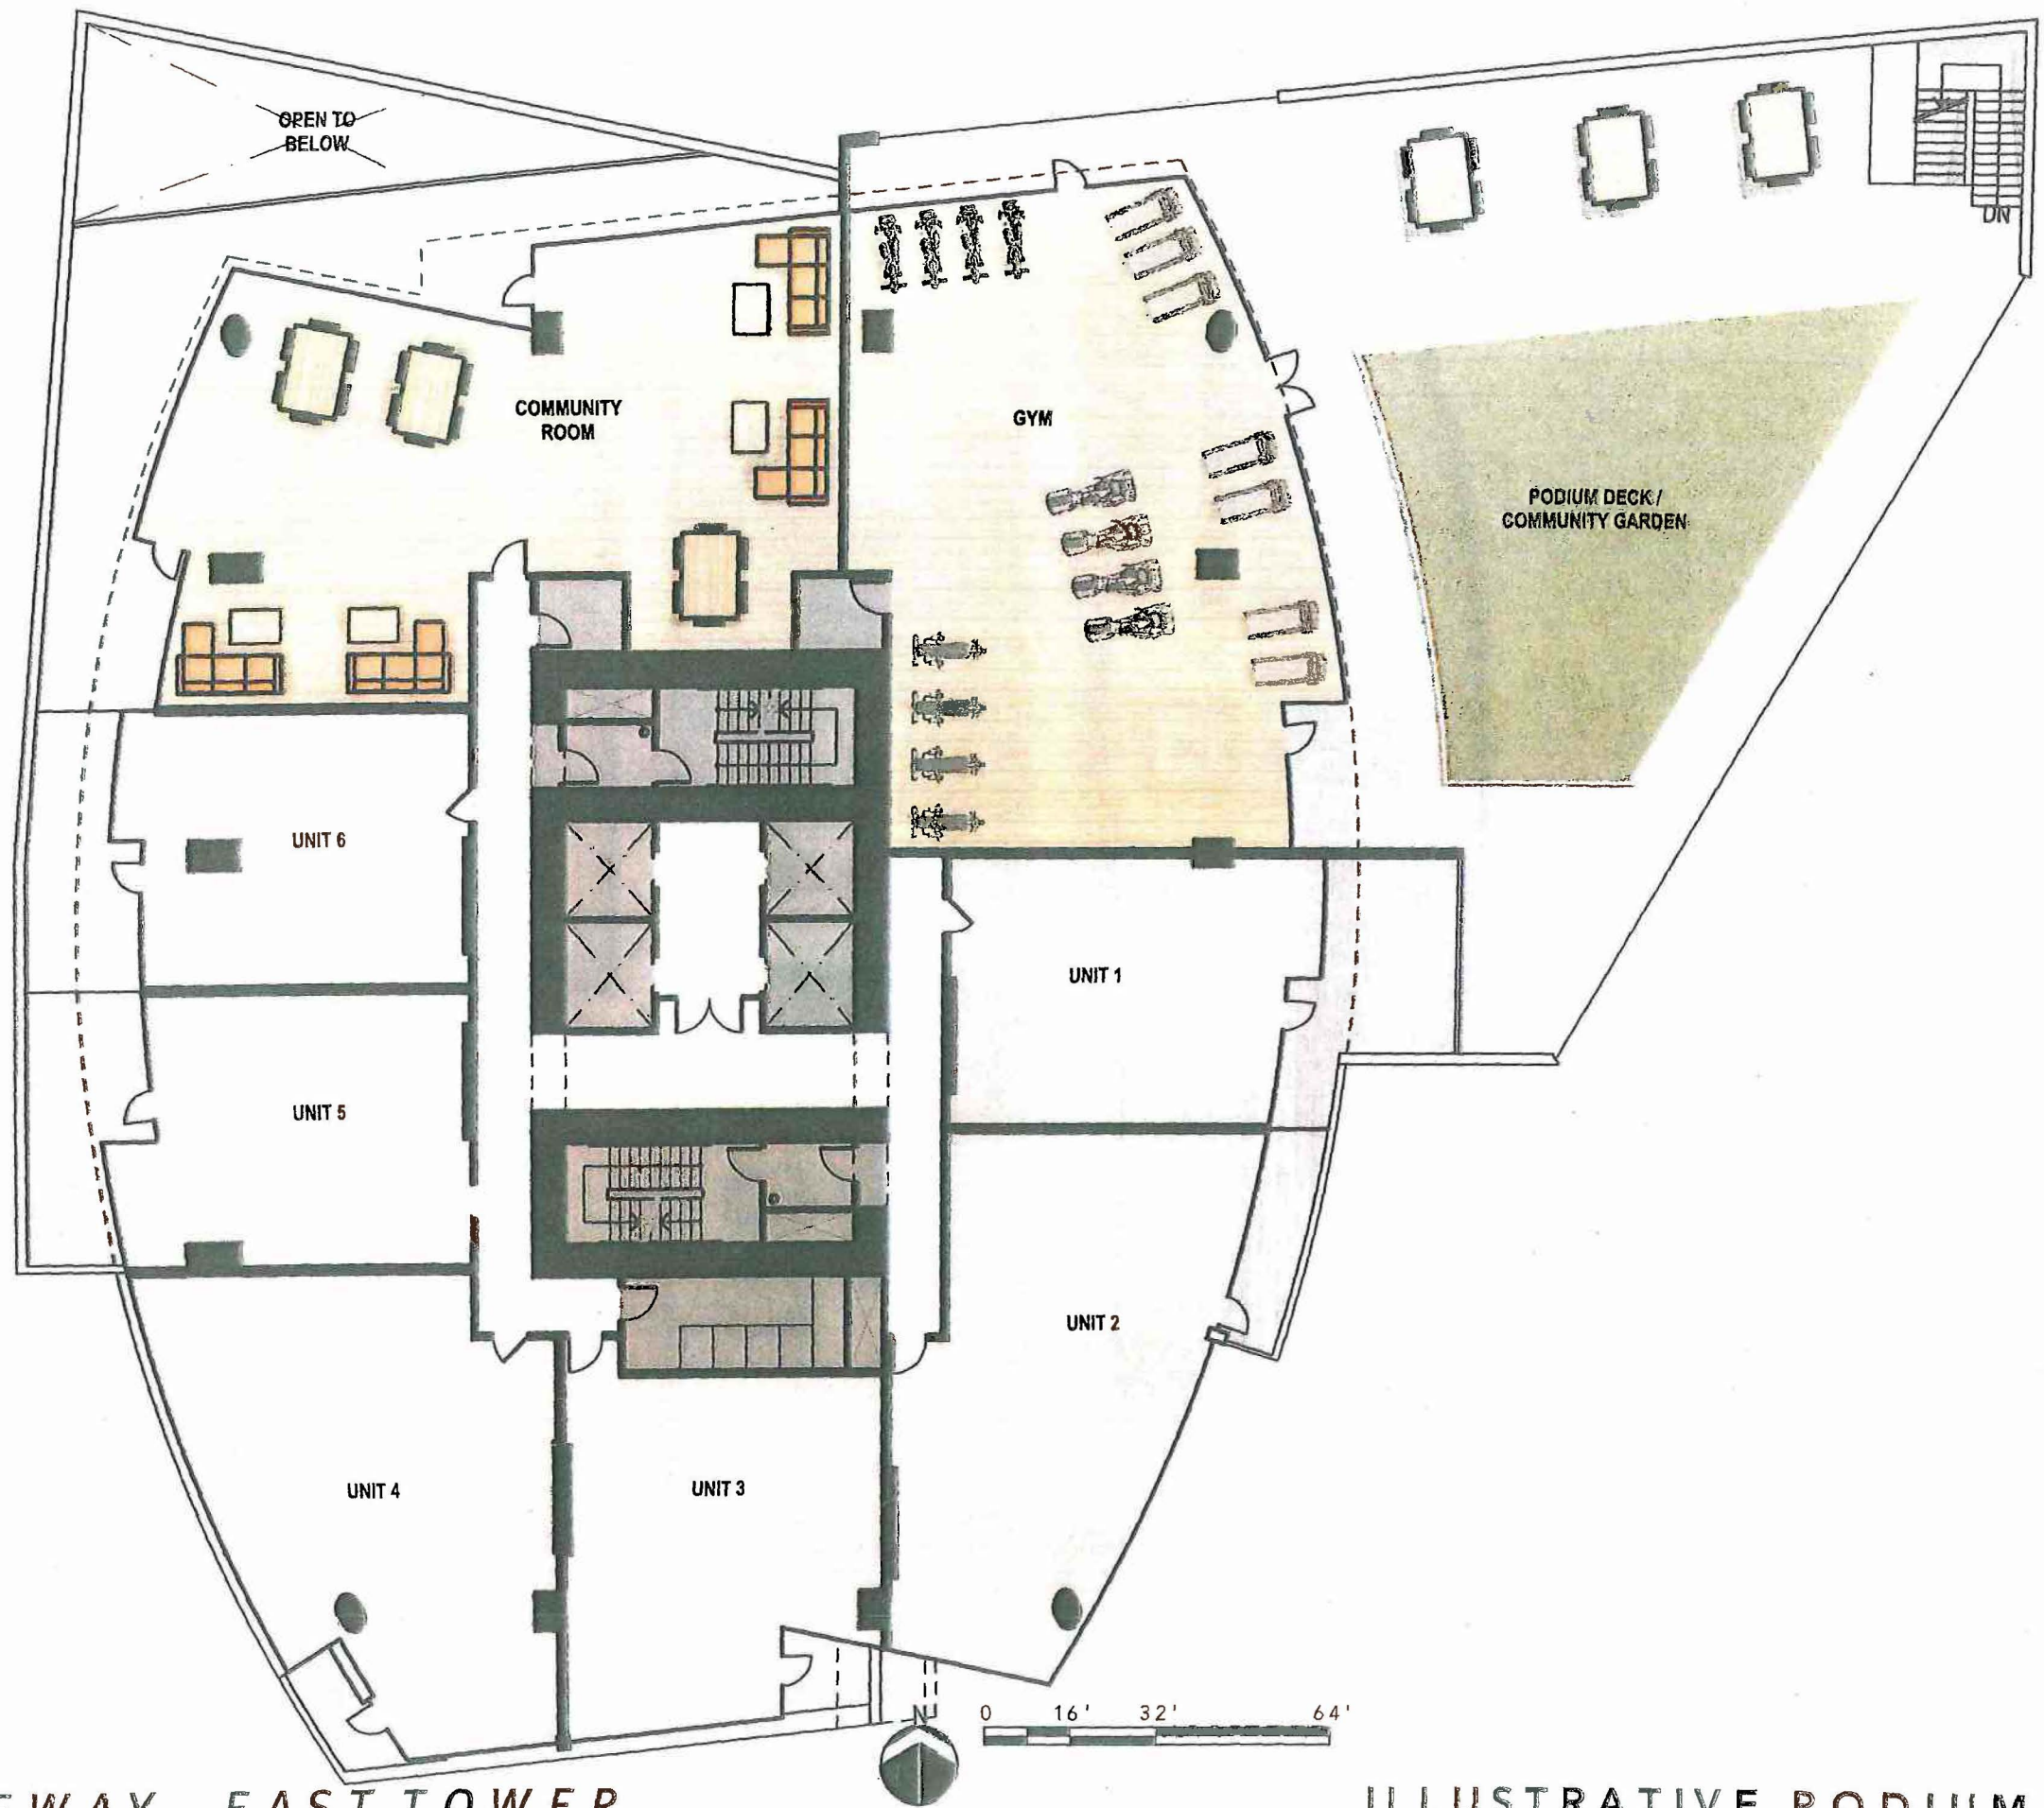 OPEN TO
BELOW
DN
COMMUNITY
ROOM
GYM
PODIUM DECK /
COMMUNITY GARDEN
UNIT 6
UNIT 1
UNIT 5
UNIT 2
UNIT 4
UNIT 3
N
0 16' 32' 64'
EAST TOWER
ILLUSTRATIVE PODIUM